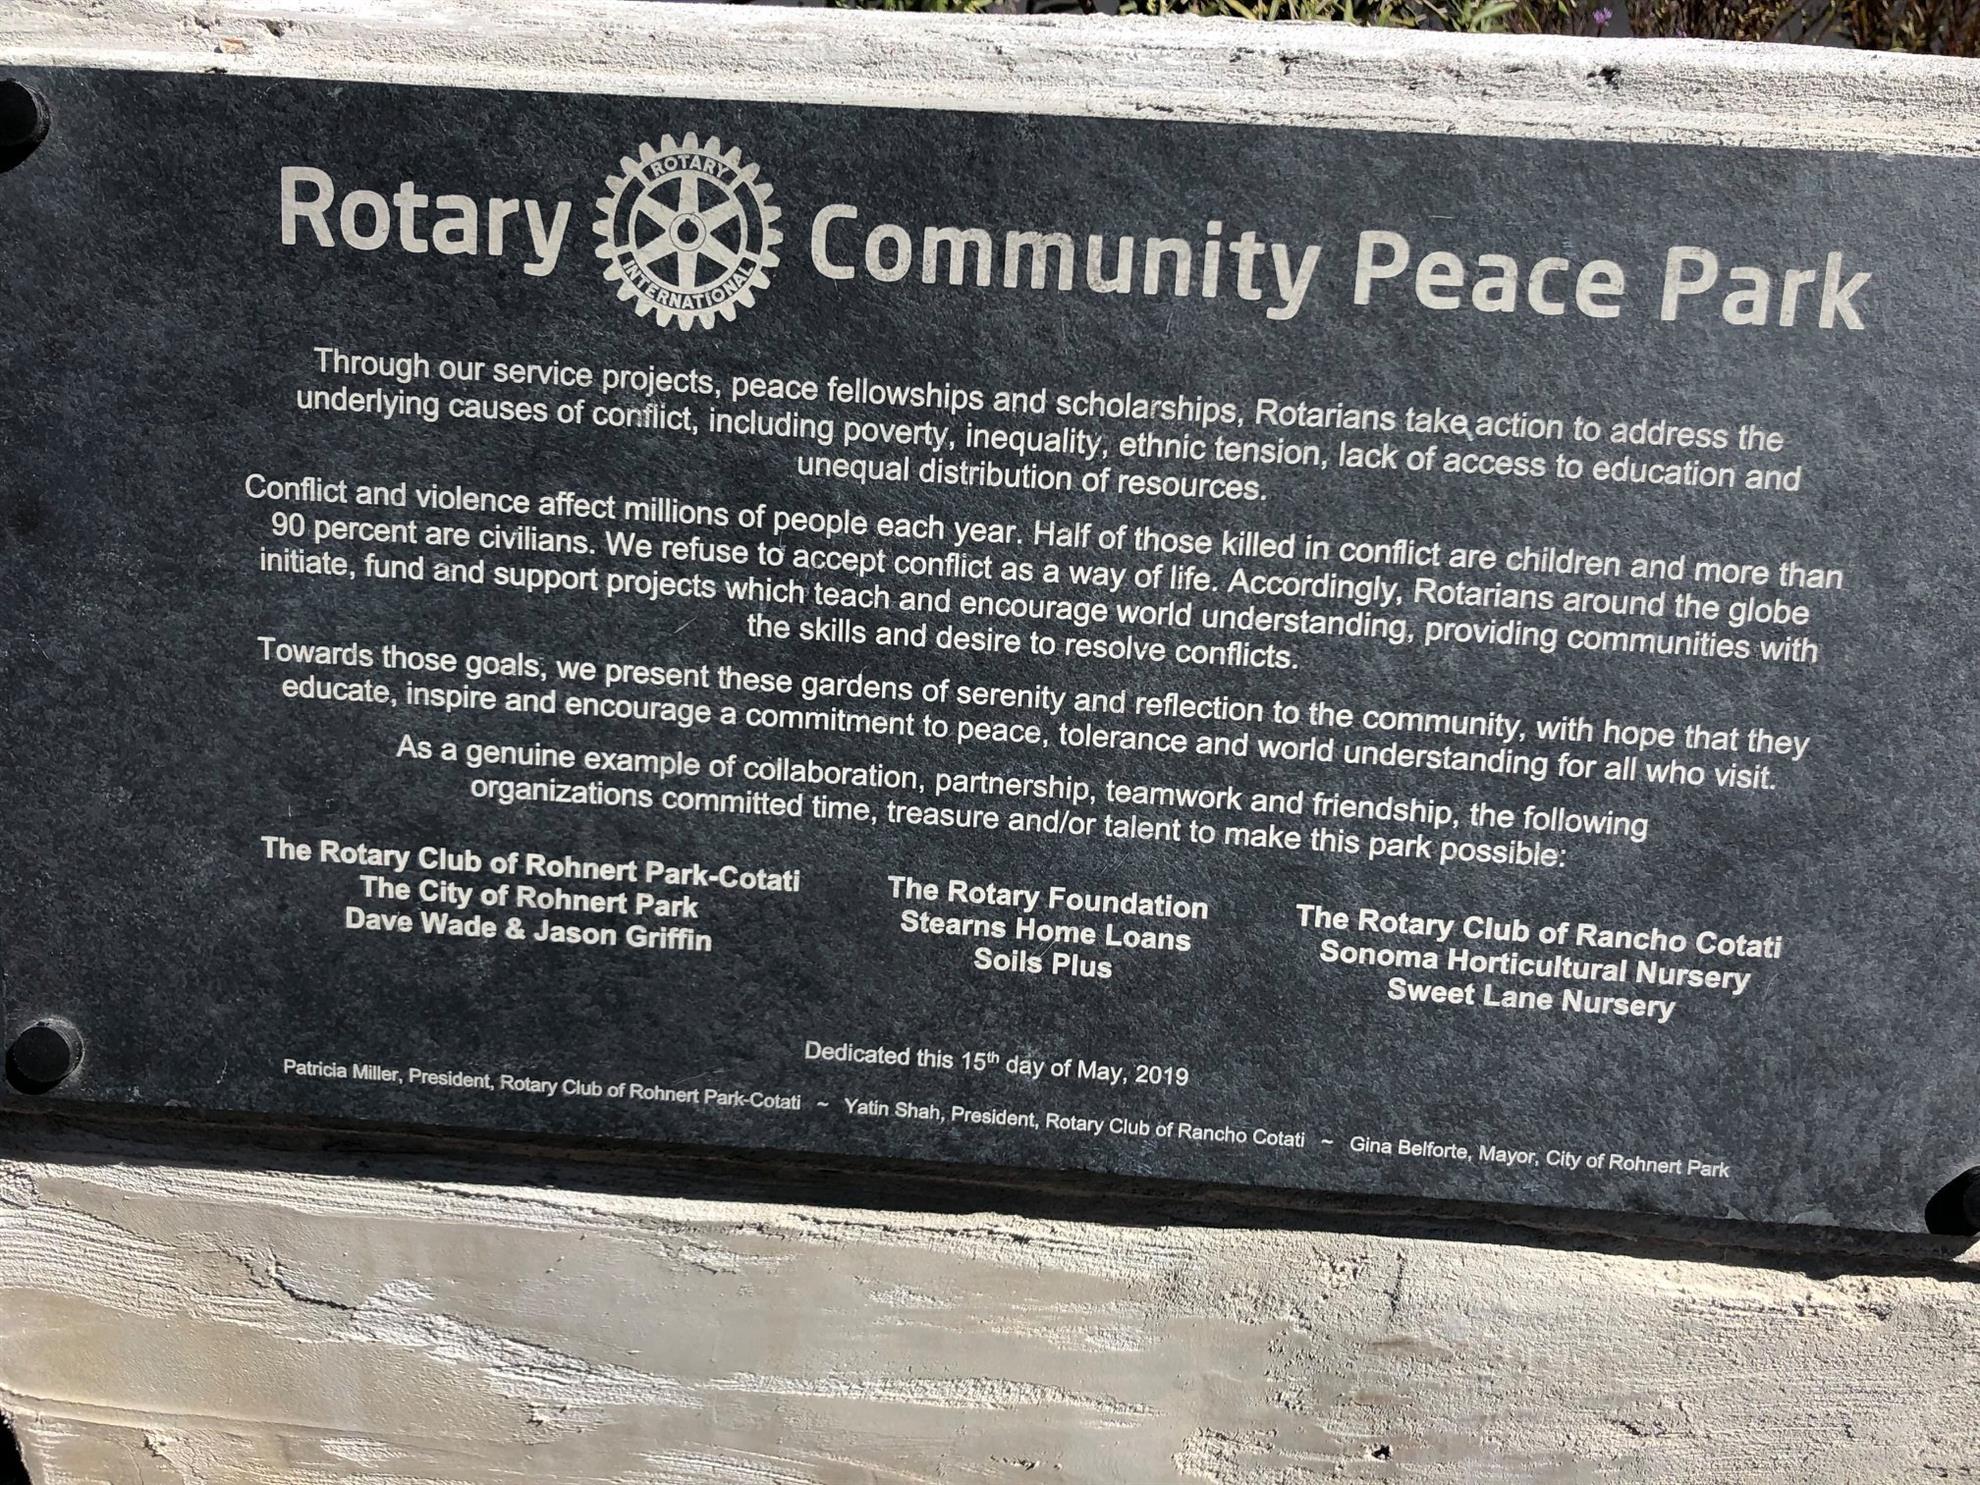 Rotary ROTARY INTERNATIONAL Community Peace Park
Through our service projects, peace fellowships and scholarships, Rotarians take action to address the
underlying causes of conflict, including poverty, inequality, ethnic tension, lack of access to education and
unequal distribution of resources.
Conflict and violence affect millions of people each year. Half of those killed in conflict are children and more than
90 percent are civilians. We refuse to accept conflict as a way of life. Accordingly, Rotarians around the globe
initiate, fund and support projects which teach and encourage world understanding, providing communities with
the skills and desire to resolve conflicts.
Towards those goals, we present these gardens of serenity and reflection to the community, with hope that they
educate, inspire and encourage a commitment to peace, tolerance and world understanding for all who visit.
As a genuine example of collaboration, partnership, teamwork and friendship, the following
organizations committed time, treasure and/or talent to make this park possible:
The Rotary Club of Rohnert Park-Cotati
The City of Rohnert Park
Dave Wade & Jason Griffin
The Rotary Foundation
Stearns Home Loans
Soils Plus
The Rotary Club of Rancho Cotati
Sonoma Horticultural Nursery
Sweet Lane Nursery
Dedicated this 15th day of May, 2019
Patricia Miller, President, Rotary Club of Rohnert Park-Cotati ~ Yatin Shah, President, Rotary Club of Rancho Cotati ~ Gina Belforte, Mayor, City of Rohnert Park